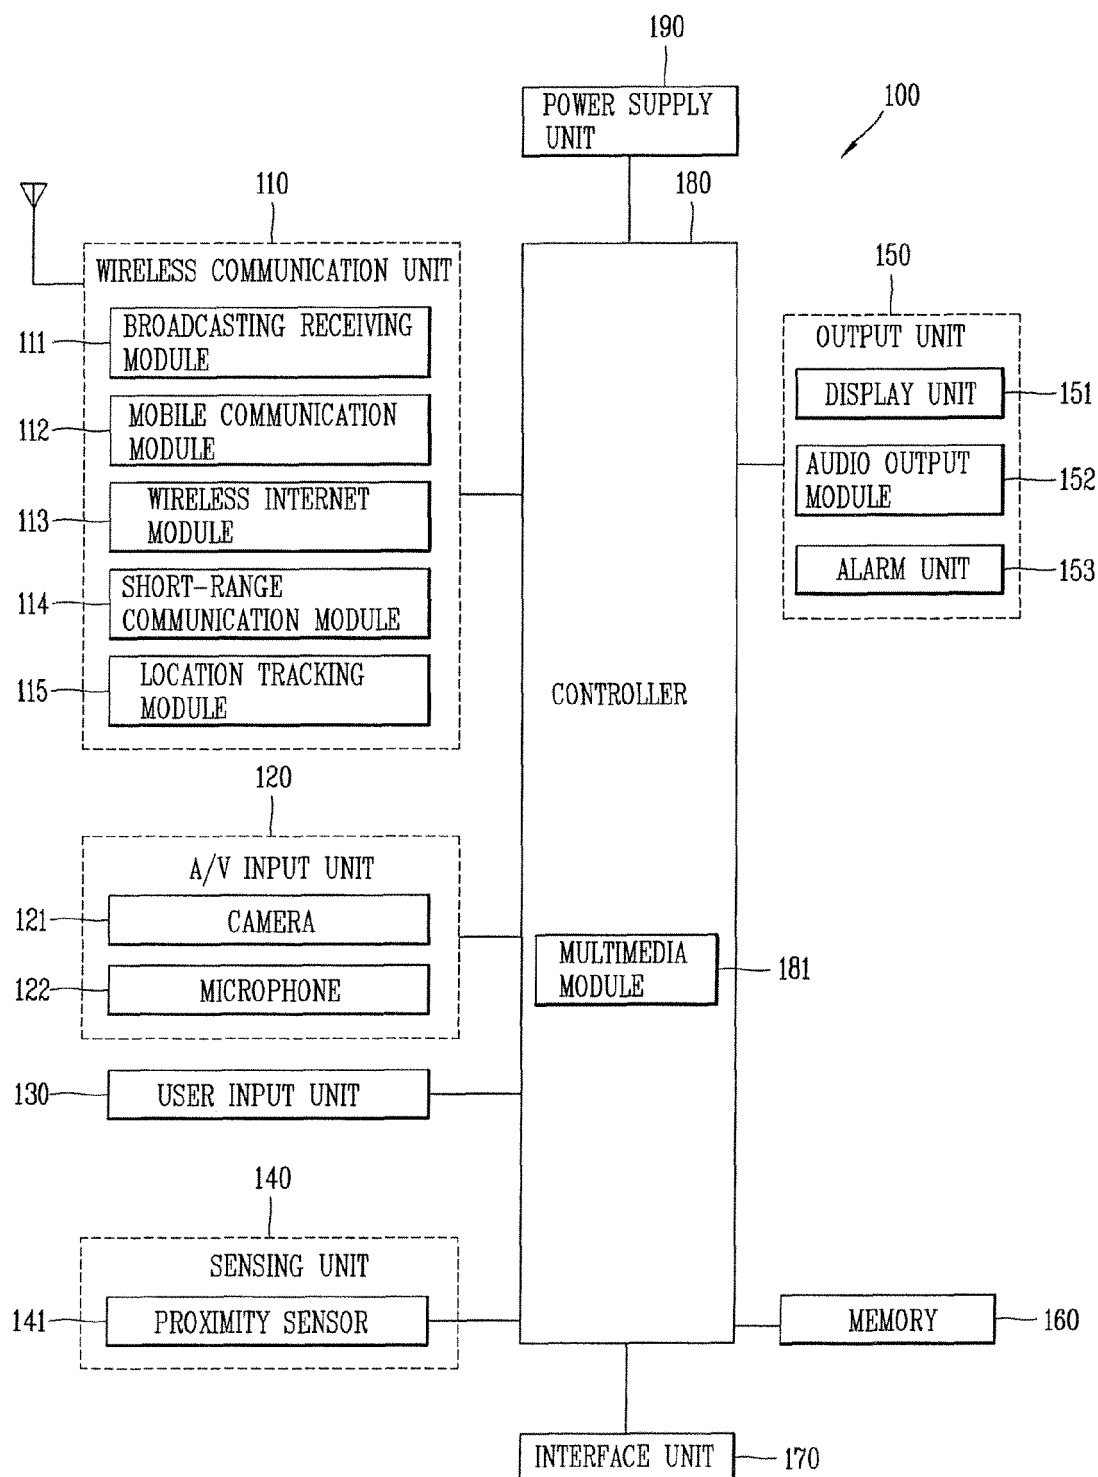 190
POWER SUPPLY
UNIT
100
110
180
WIRELESS COMMUNICATION UNIT
150
111
BROADCASTING RECEIVING
MODULE
OUTPUT UNIT
DISPLAY UNIT
151
112
MOBILE COMMUNICATION
MODULE
AUDIO OUTPUT
MODULE
152
113
WIRELESS INTERNET
MODULE
ALARM UNIT
153
114
SHORT-RANGE
COMMUNICATION MODULE
115
LOCATION TRACKING
MODULE
CONTROLLER
120
A/V INPUT UNIT
121
CAMERA
MULTIMEDIA
MODULE
181
122
MICROPHONE
130
USER INPUT UNIT
140
SENSING UNIT
141
PROXIMITY SENSOR
MEMORY
160
INTERFACE UNIT
170